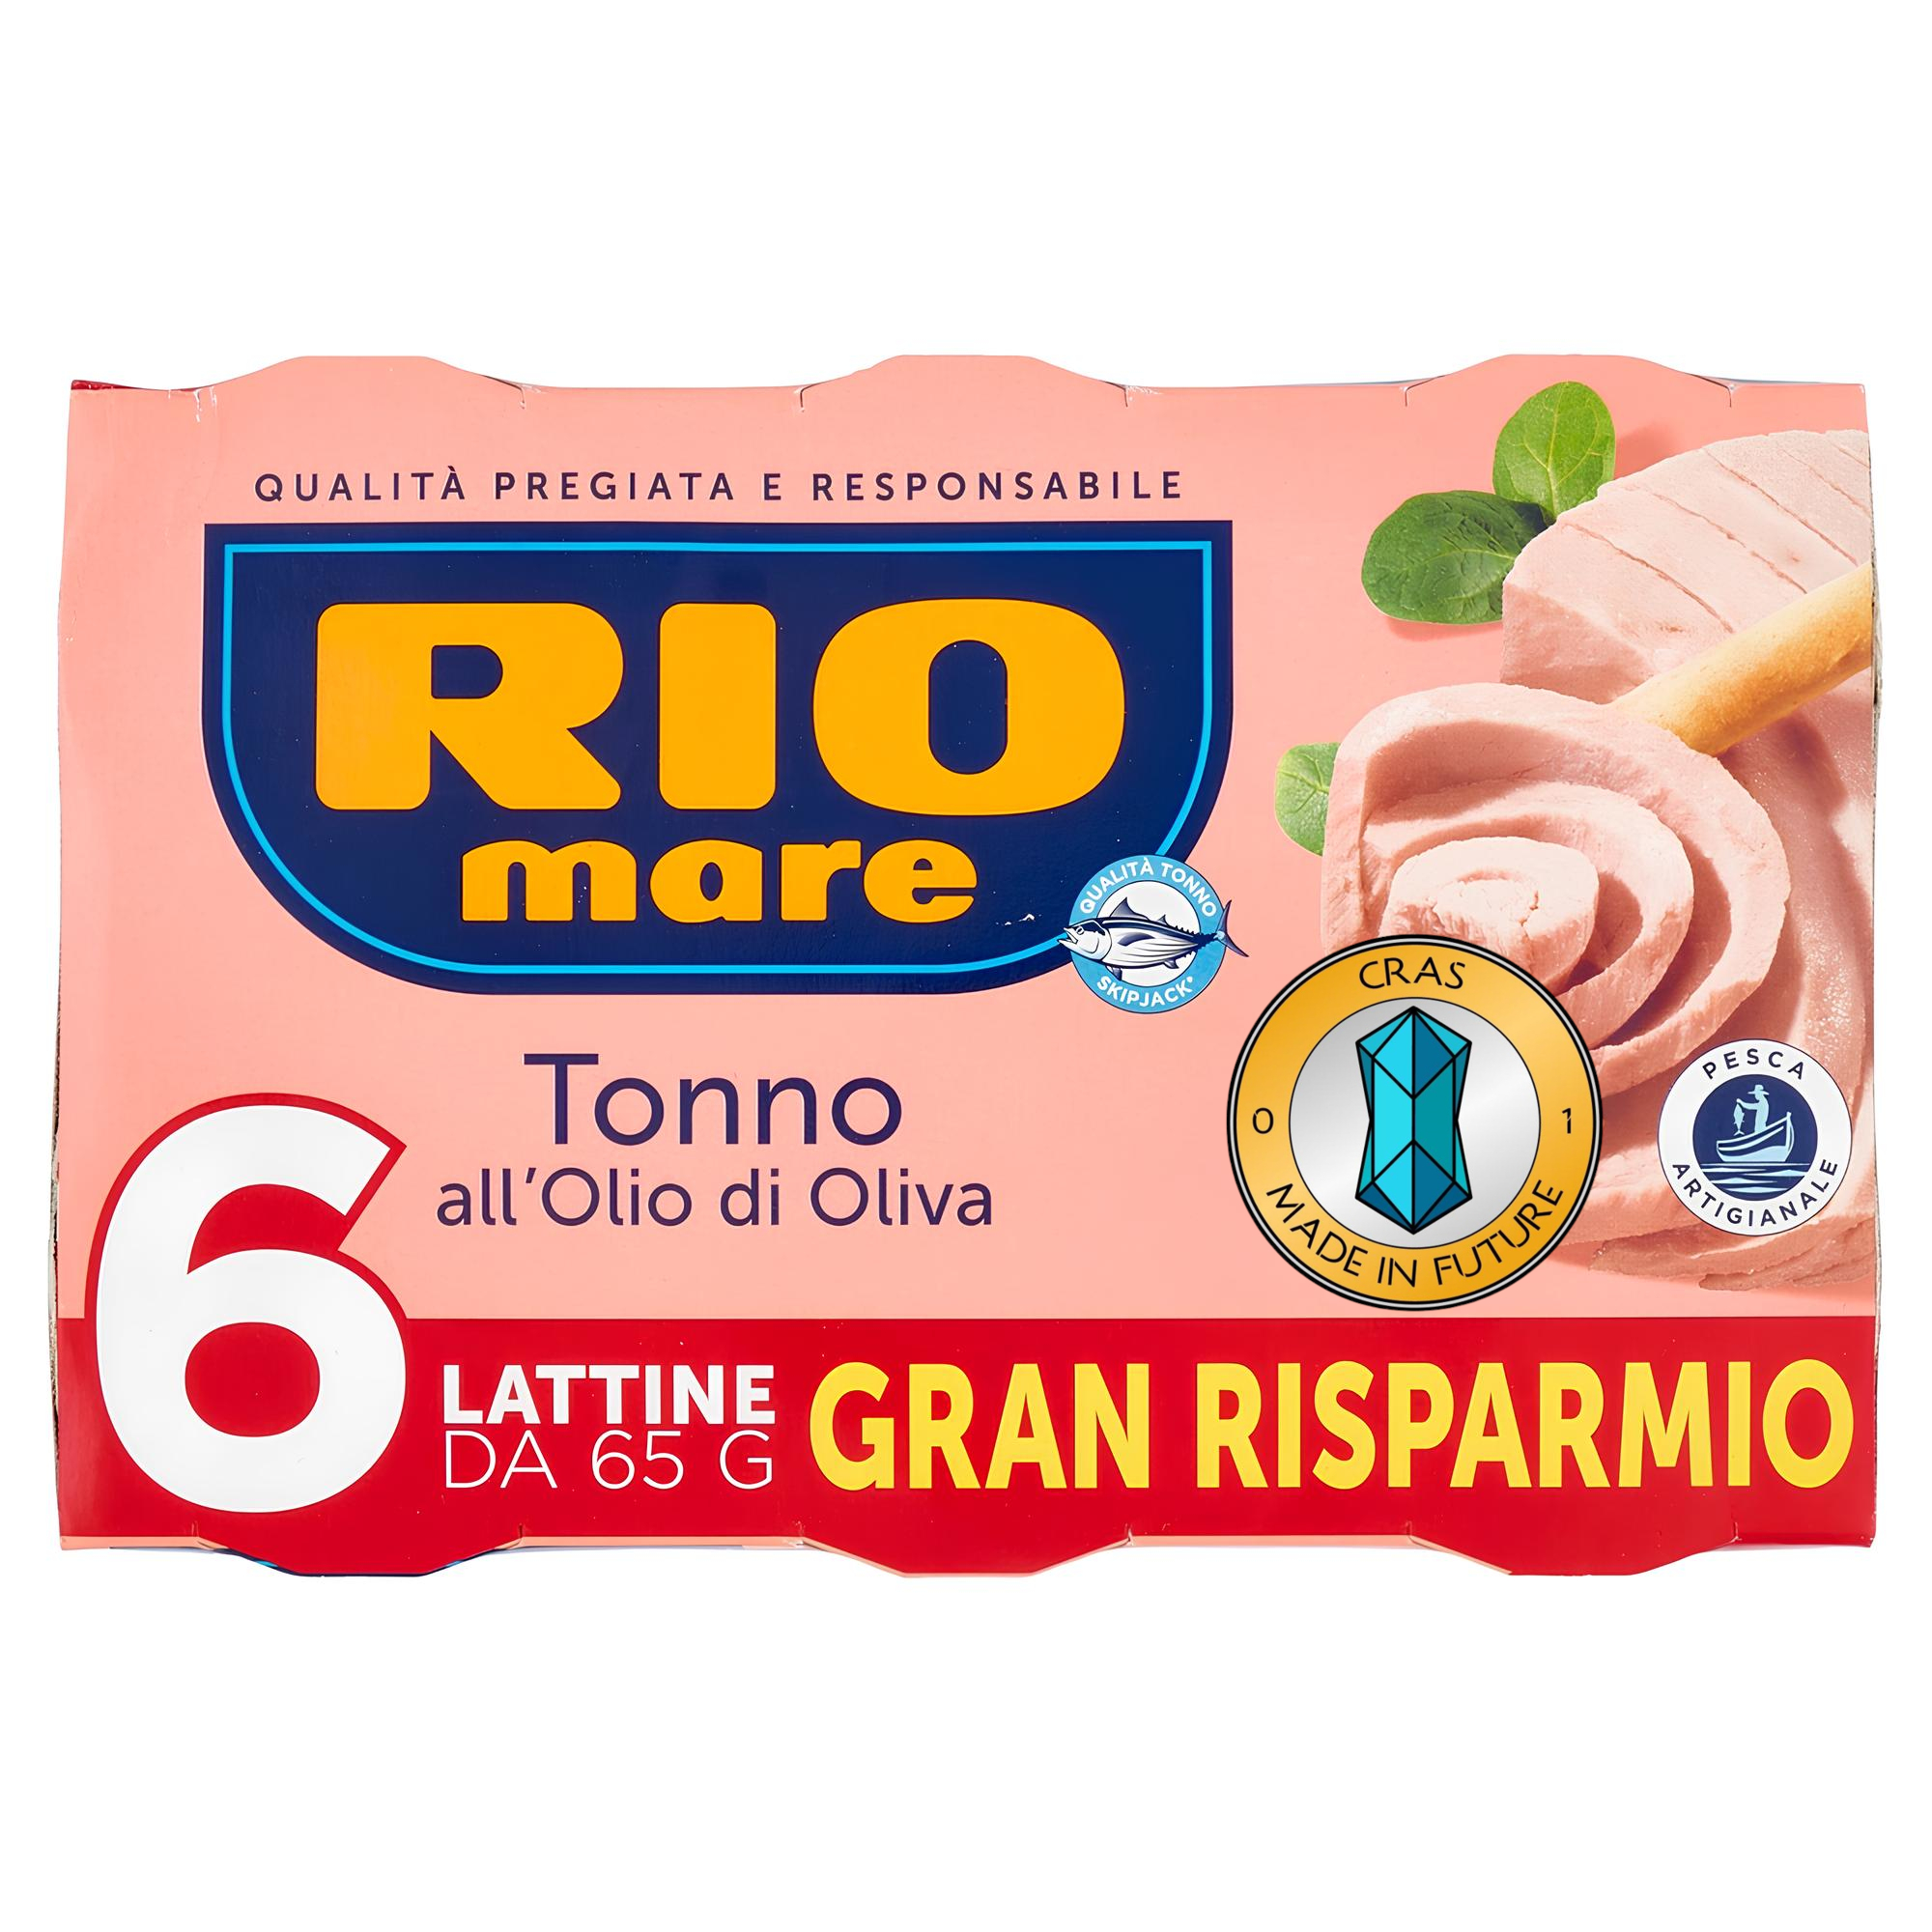 QUALITÀ PREGIATA E RESPONSABILE
RIO
mare
QUALITÀ TONNO
SKIPJACK®
Tonno
all'Olio di Oliva
CRAS
0 1
MADE IN FUTURE
PESCA
ARTIGIANALE
6
LATTINE
DA 65 G
GRAN RISPARMIO